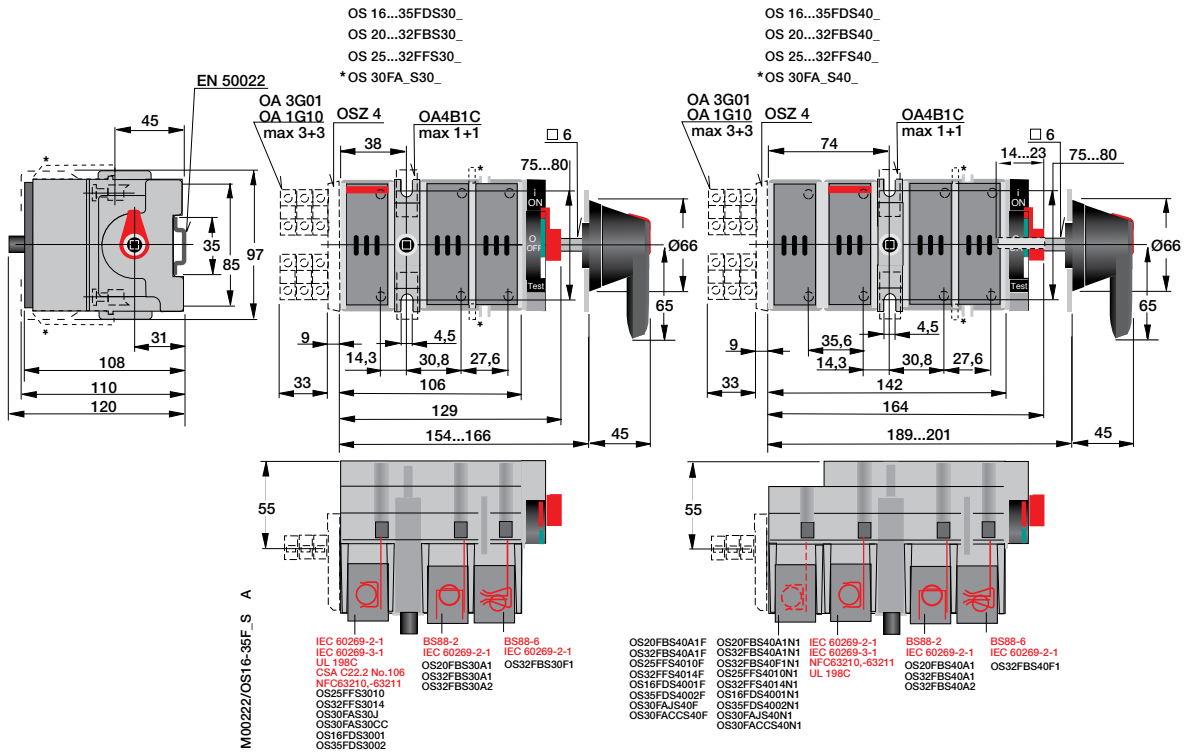 OS 16...35FDS30_
OS 20...32FBS30_
OS 25...32FFS30_
*OS 30FA_S30_
OS 16...35FDS40_
OS 20...32FBS40_
OS 25...32FFS40_
*OS 30FA_S40_
EN 50022
45
*
35
85
97
31
*
108
110
120
OA 3G01
OA 1G10
max 3+3
OSZ 4
OA4B1C
max 1+1
□ 6
38
75...80
*
I
ON
O
OFF
Test
Ø66
65
*
4,5
9
14,3
30,8
27,6
33
106
129
154...166
45
OA 3G01
OA 1G10
max 3+3
OSZ 4
OA4B1C
max 1+1
□ 6
74
14...23
75...80
*
I
ON
Test
Ø66
65
*
4,5
9
35,6
14,3
30,8
27,6
33
142
164
189...201
45
55
M00222/OS16-35F_S A
IEC 60269-2-1
IEC 60269-3-1
UL 198C
CSA C22.2 No.106
NFC63210,-63211
OS25FFS3010
OS32FFS3014
OS30FAS30J
OS30FAS30CC
OS16FDS3001
OS35FDS3002
BS88-2
IEC 60269-2-1
OS20FBS30A1
OS32FBS30A1
OS32FBS30A2
BS88-6
IEC 60269-2-1
OS32FBS30F1
55
OS20FBS40A1F
OS32FBS40A1F
OS25FFS4010F
OS32FFS4014F
OS16FDS4001F
OS35FDS4002F
OS30FAJS40F
OS30FACCS40F
OS20FBS40A1N1
OS32FBS40A1N1
OS32FBS40F1N1
OS25FFS4010N1
OS32FFS4014N1
OS16FDS4001N1
OS35FDS4002N1
OS30FAJS40N1
OS30FACCS40N1
IEC 60269-2-1
IEC 60269-3-1
NFC63210,-63211
UL 198C
BS88-2
IEC 60269-2-1
OS20FBS40A1
OS32FBS40A1
OS32FBS40A2
BS88-6
IEC 60269-2-1
OS32FBS40F1